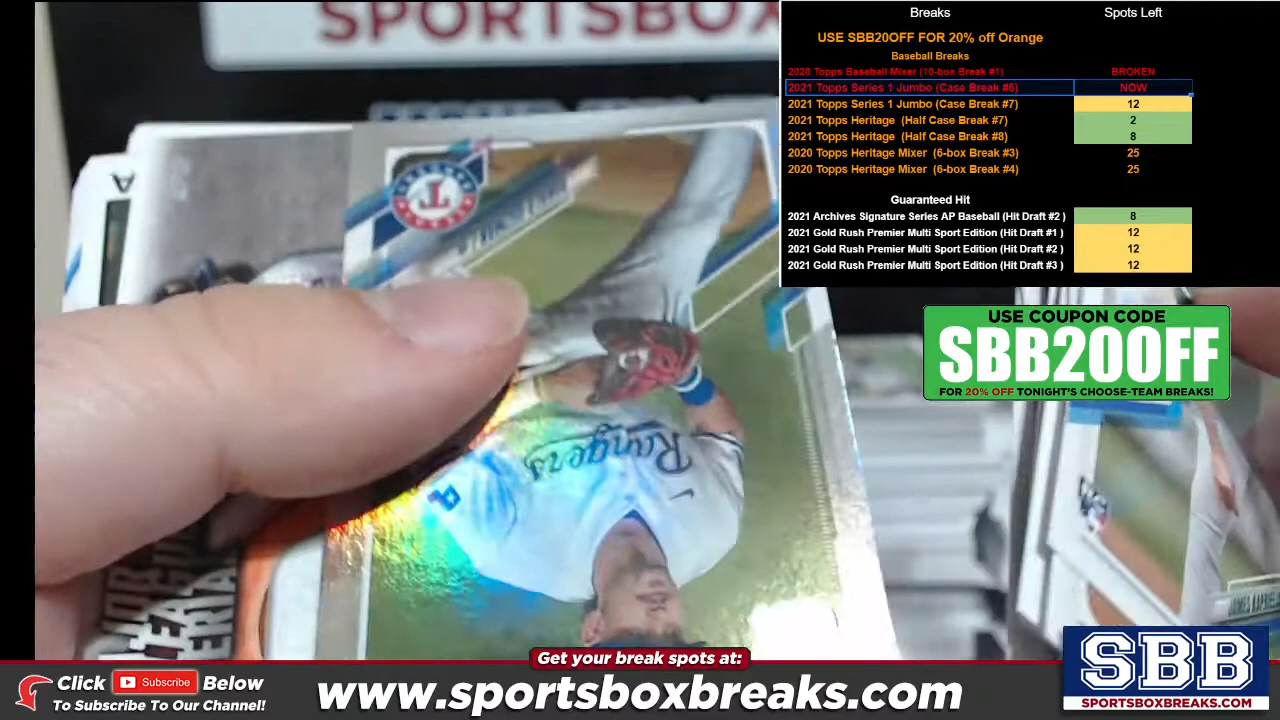 SPORTSBOX
Breaks Spots Left
USE SBB20OFF FOR 20% off Orange
Baseball Breaks
2020 Topps Baseball Mixer (10-box Break #1) BROKEN
2021 Topps Series 1 Jumbo (Case Break #6) NOW
2021 Topps Series 1 Jumbo (Case Break #7) 12
2021 Topps Heritage (Half Case Break #7) 2
2021 Topps Heritage (Half Case Break #8) 8
2020 Topps Heritage Mixer (6-box Break #3) 25
2020 Topps Heritage Mixer (6-box Break #4) 25
Guaranteed Hit
2021 Archives Signature Series AP Baseball (Hit Draft #2 ) 8
2021 Gold Rush Premier Multi Sport Edition (Hit Draft #1 ) 12
2021 Gold Rush Premier Multi Sport Edition (Hit Draft #2 ) 12
2021 Gold Rush Premier Multi Sport Edition (Hit Draft #3 ) 12
USE COUPON CODE
SBB20OFF
FOR 20% OFF TONIGHT'S CHOOSE-TEAM BREAKS!
T
Rangers
JAMES
Get your break spots at:
Click Subscribe Below
To Subscribe To Our Channel!
www.sportsboxbreaks.com
SBB
SPORTSBOXBREAKS.COM